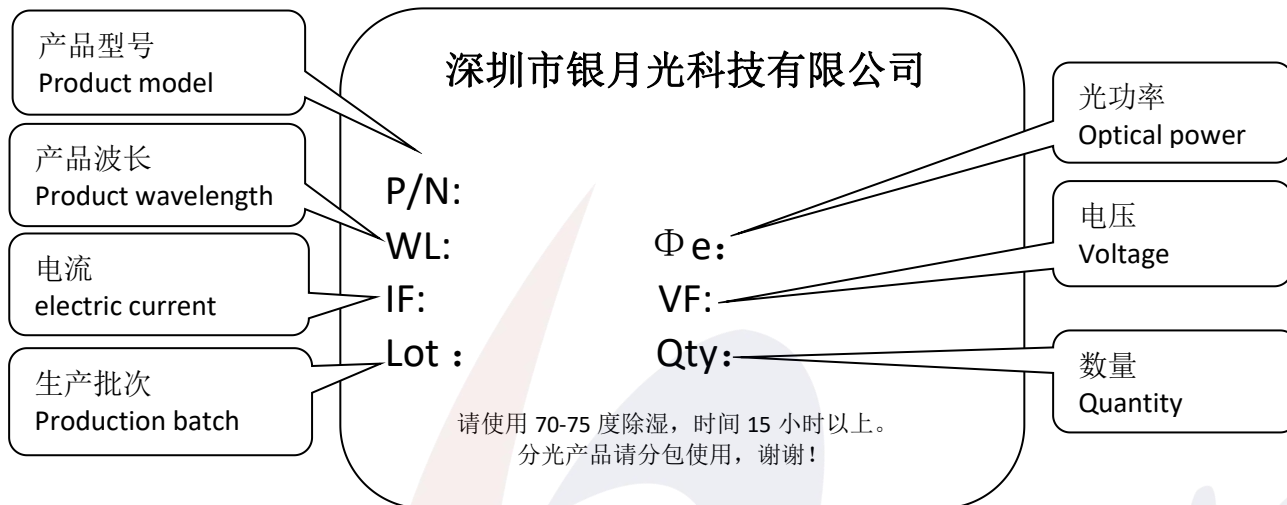 产品型号
Product model
产品波长
Product wavelength
电流
electric current
生产批次
Production batch
深圳市银月光科技有限公司
P/N:
WL:
Φe：
IF:
VF:
Lot：
Qty：
请使用 70-75 度除湿，时间 15 小时以上。
分光产品请分包使用，谢谢！
光功率
Optical power
电压
Voltage
数量
Quantity